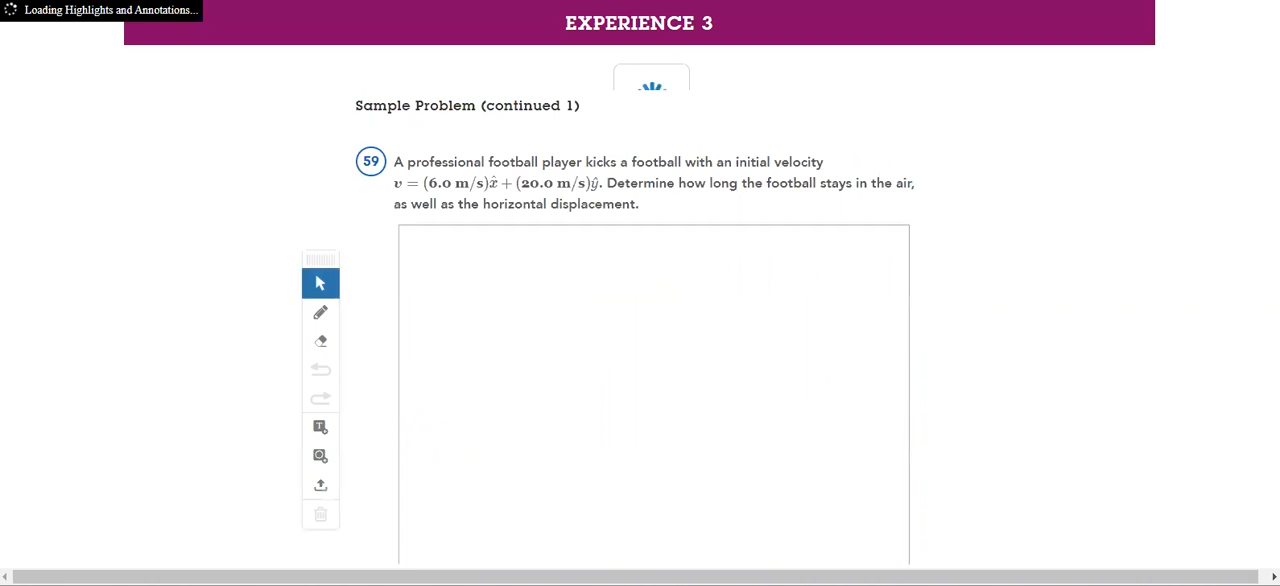 Loading Highlights and Annotations...
EXPERIENCE 3
Sample Problem (continued 1)
59 A professional football player kicks a football with an initial velocity
v = (6.0 m/s)x̂ + (20.0 m/s)ŷ. Determine how long the football stays in the air,
as well as the horizontal displacement.